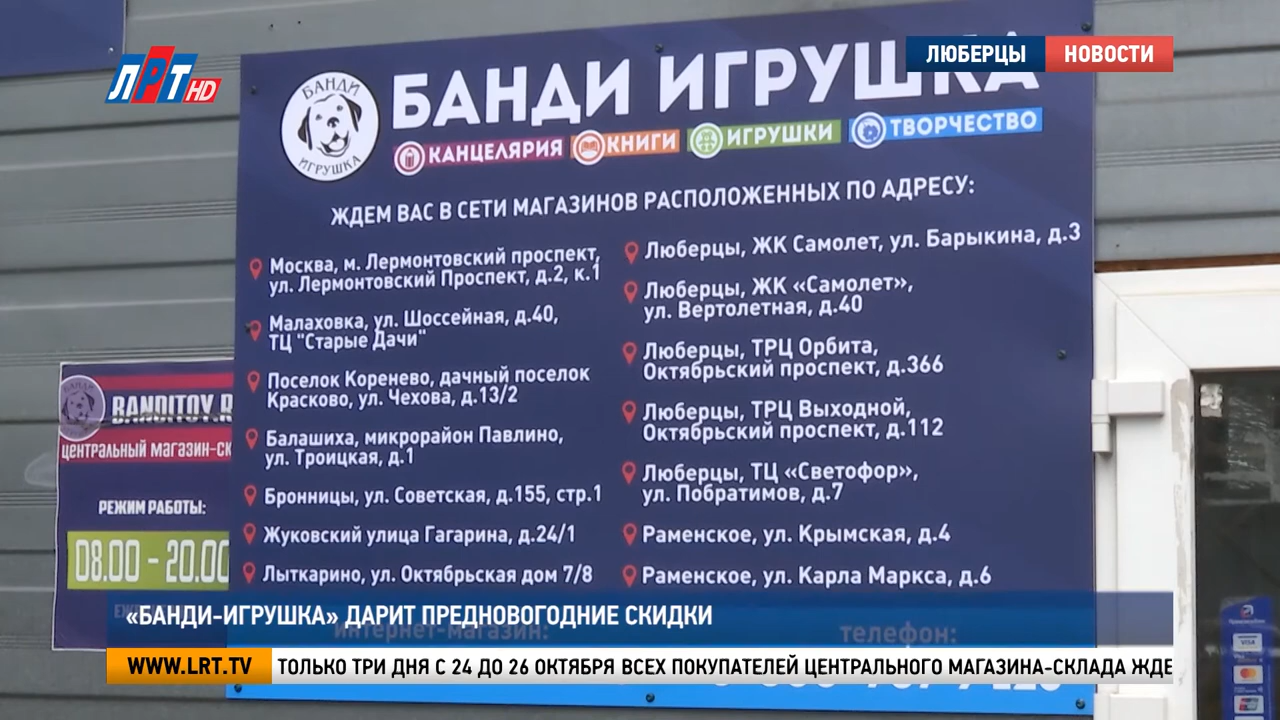 ЛРТ HD
ЛЮБЕРЦЫ НОВОСТИ
БАНДИ ИГРУШКА
БАНДИ ИГРУШКА
КАНЦЕЛЯРИЯ КНИГИ ИГРУШКИ ТВОРЧЕСТВО
ЖДЕМ ВАС В СЕТИ МАГАЗИНОВ РАСПОЛОЖЕННЫХ ПО АДРЕСУ:
Москва, м. Лермонтовский проспект,
ул. Лермонтовский Проспект, д.2, к.1
Малаховка, ул. Шоссейная, д.40,
ТЦ "Старые Дачи"
Поселок Коренево, дачный поселок
Красково, ул. Чехова, д.13/2
Балашиха, микрорайон Павлино,
ул. Троицкая, д.1
Бронницы, ул. Советская, д.155, стр.1
Жуковский улица Гагарина, д.24/1
Лыткарино, ул. Октябрьская дом 7/8
Люберцы, ЖК Самолет, ул. Барыкина, д.3
Люберцы, ЖК «Самолет»,
ул. Вертолетная, д.40
Люберцы, ТРЦ Орбита,
Октябрьский проспект, д.366
Люберцы, ТРЦ Выходной,
Октябрьский проспект, д.112
Люберцы, ТЦ «Светофор»,
ул. Побратимов, д.7
Раменское, ул. Крымская, д.4
Раменское, ул. Карла Маркса, д.6
интернет-магазин: телефон:
BANDITOY.R
центральный магазин-ск
РЕЖИМ РАБОТЫ:
08.00 - 20.00
VISA
«БАНДИ-ИГРУШКА» ДАРИТ ПРЕДНОВОГОДНИЕ СКИДКИ
WWW.LRT.TV ТОЛЬКО ТРИ ДНЯ С 24 ДО 26 ОКТЯБРЯ ВСЕХ ПОКУПАТЕЛЕЙ ЦЕНТРАЛЬНОГО МАГАЗИНА-СКЛАДА ЖДЕ